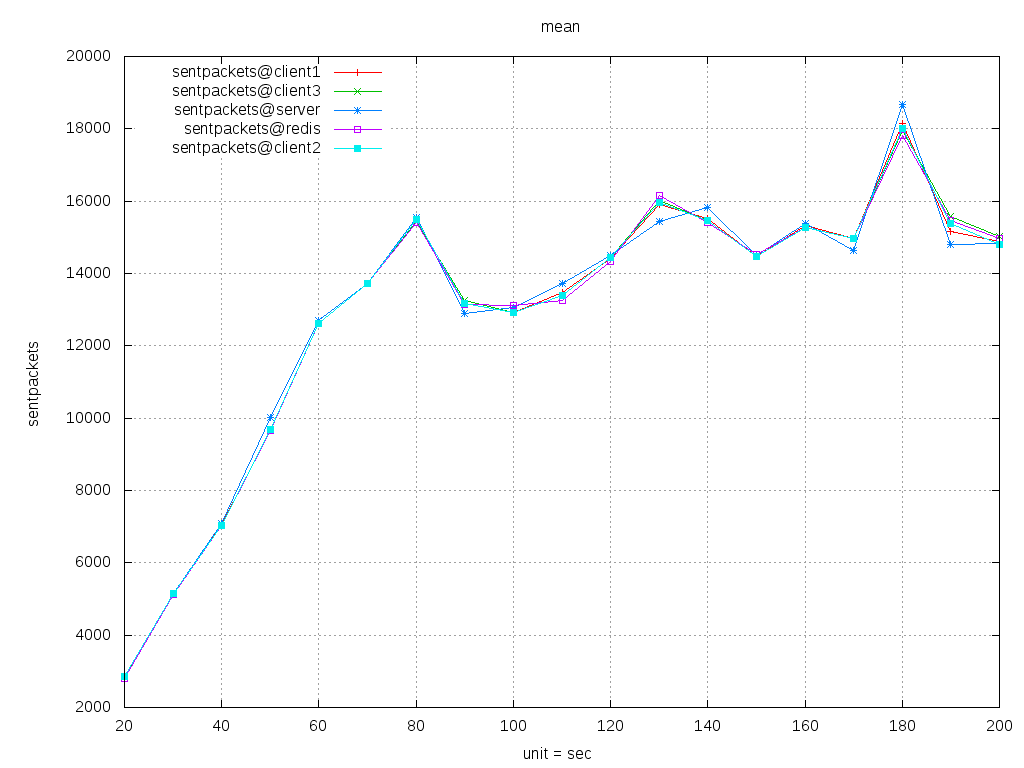 mean
20000
18000
16000
14000
12000
10000
8000
6000
4000
2000
sentpackets
sentpackets@client1
sentpackets@client3
sentpackets@server
sentpackets@redis
sentpackets@client2
20 40 60 80 100 120 140 160 180 200
unit = sec